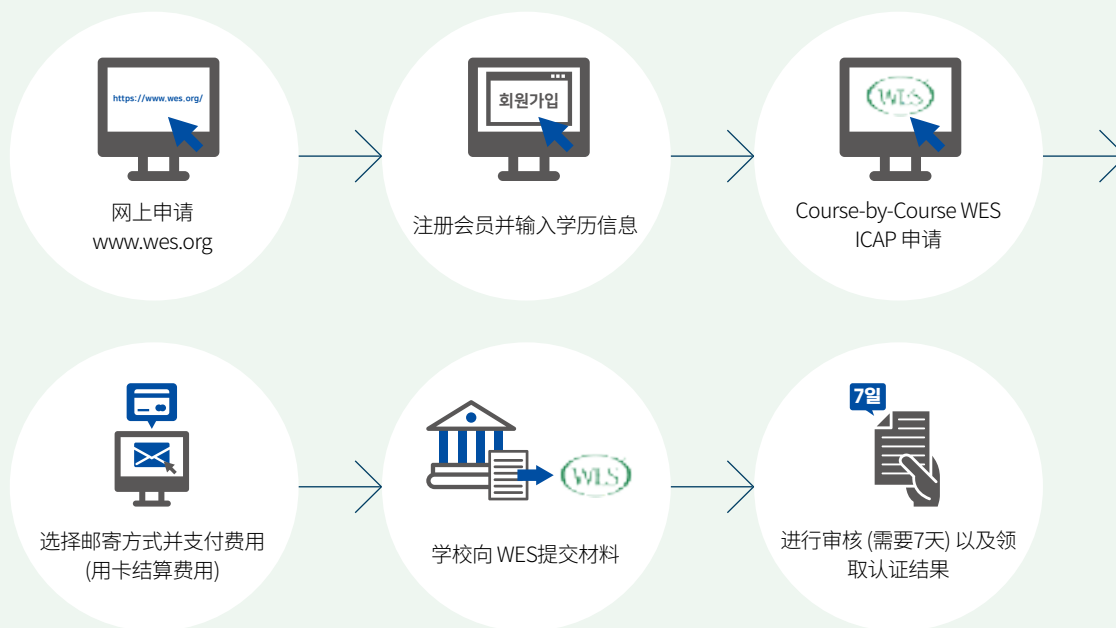 https://www.wes.org/
网上申请
www.wes.org
회원가입
注册会员并输入学历信息
WES
Course-by-Course WES
ICAP 申请
选择邮寄方式并支付费用
(用卡结算费用)
WES
学校向 WES提交材料
7일
进行审核 (需要7天) 以及领
取认证结果